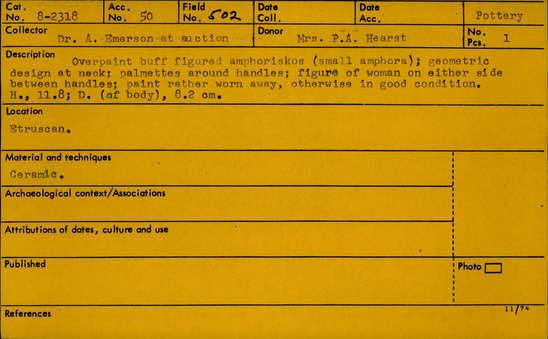 Cat. No. 8-2318 Acc. No. 50 Field No. 502 Date Coll. Date Acc. Pottery
Collector Dr. A. Emerson at auction Donor Mrs. P.A. Hearst No. Pcs. 1
Description Overpaint buff figured amphoriskos (small amphora); geometric
design at neck; palmettes around handles; figure of woman on either side
between handles; paint rather worn away, otherwise in good condition.
H., 11.8; D. (of body), 8.2 cm.
Location
Etruscan.
Material and techniques
Ceramic.
Archaeological context/Associations
Attributions of dates, culture and use
Published Photo
References 11/74